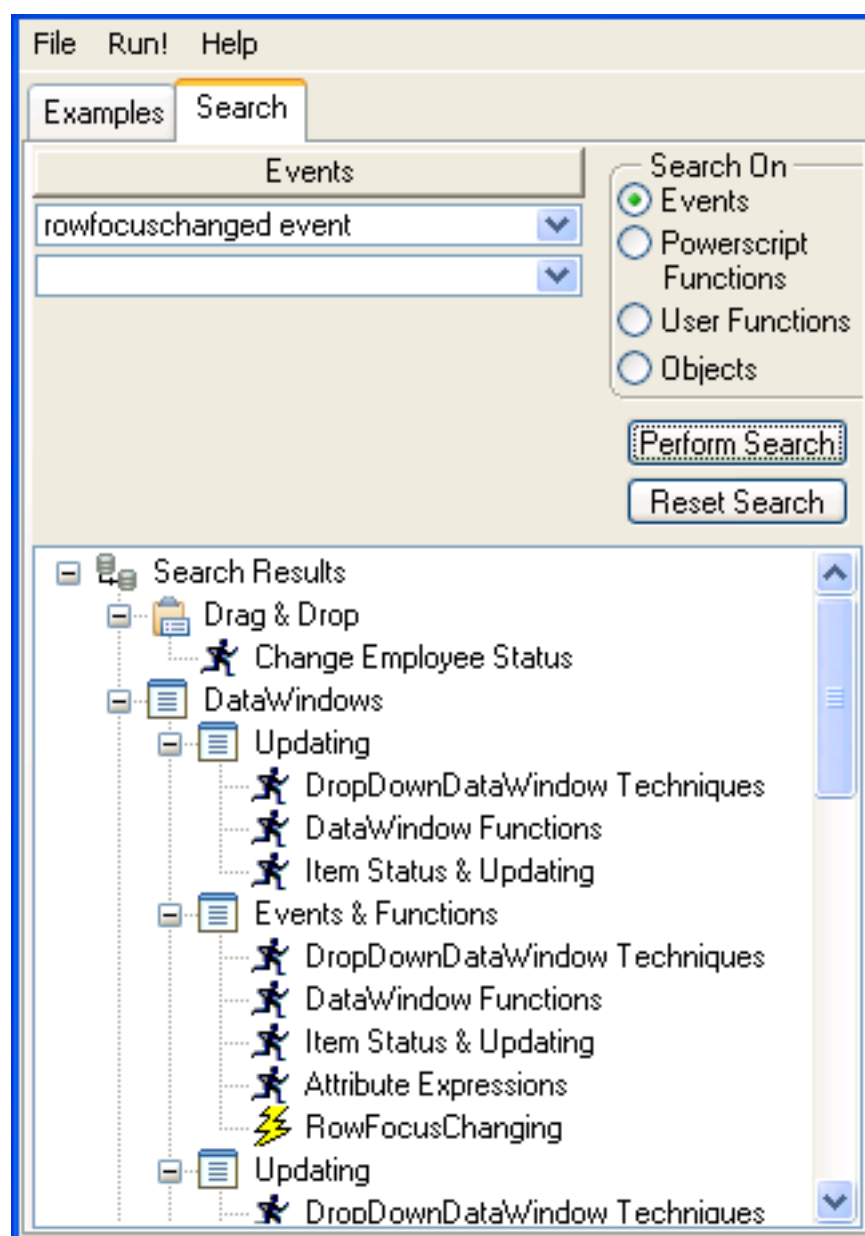 File Run! Help
Examples Search
Events
rowfocuschanged event
Search On
Events
Powerscript
Functions
User Functions
Objects
Perform Search
Reset Search
Search Results
Drag & Drop
Change Employee Status
DataWindows
Updating
DropDownDataWindow Techniques
DataWindow Functions
Item Status & Updating
Events & Functions
DropDownDataWindow Techniques
DataWindow Functions
Item Status & Updating
Attribute Expressions
RowFocusChanging
Updating
DropDownDataWindow Techniques